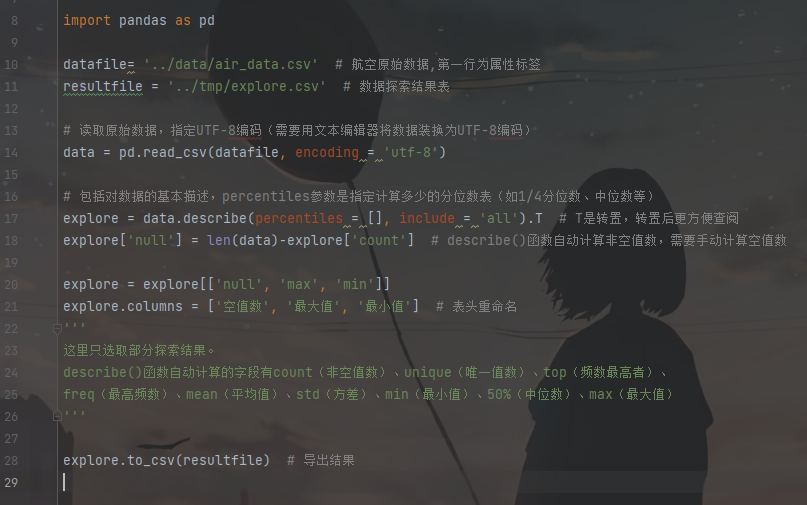 8 import pandas as pd
9
10 datafile= '../data/air_data.csv'  # 航空原始数据,第一行为属性标签
11 resultfile = '../tmp/explore.csv'  # 数据探索结果表
12
13 # 读取原始数据，指定UTF-8编码（需要用文本编辑器将数据装换为UTF-8编码）
14 data = pd.read_csv(datafile, encoding = 'utf-8')
15
16 # 包括对数据的基本描述，percentiles参数是指定计算多少的分位数表（如1/4分位数、中位数等）
17 explore = data.describe(percentiles = [], include = 'all').T  # T是转置，转置后更方便查阅
18 explore['null'] = len(data)-explore['count']  # describe()函数自动计算非空值数，需要手动计算空值数
19
20 explore = explore[['null', 'max', 'min']]
21 explore.columns = ['空值数', '最大值', '最小值']  # 表头重命名
22 '''
23 这里只选取部分探索结果。
24 describe()函数自动计算的字段有count（非空值数）、unique（唯一值数）、top（频数最高者）、
25 freq（最高频数）、mean（平均值）、std（方差）、min（最小值）、50%（中位数）、max（最大值）
26 '''
27
28 explore.to_csv(resultfile)  # 导出结果
29